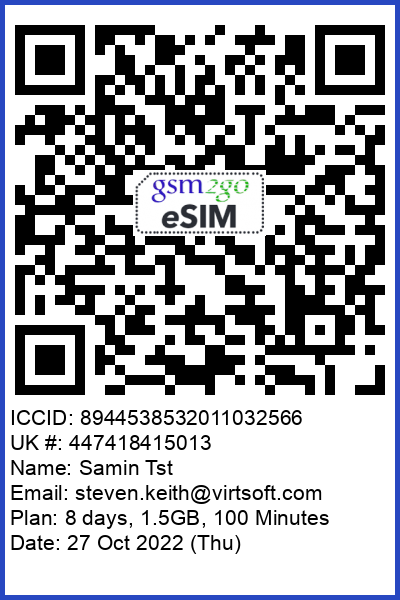 gsm2go
eSIM
ICCID: 8944538532011032566
UK #: 447418415013
Name: Samin Tst
Email: steven.keith@virtsoft.com
Plan: 8 days, 1.5GB, 100 Minutes
Date: 27 Oct 2022 (Thu)